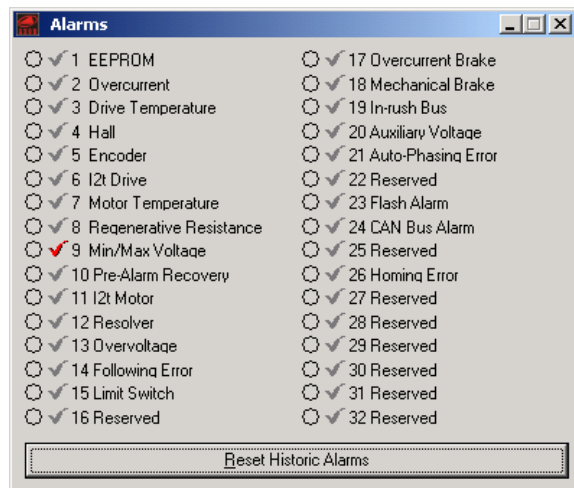 Alarms
1 EEPROM
2 Overcurrent
3 Drive Temperature
4 Hall
5 Encoder
6 I2t Drive
7 Motor Temperature
8 Regenerative Resistance
9 Min/Max Voltage
10 Pre-Alarm Recovery
11 I2t Motor
12 Resolver
13 Overvoltage
14 Following Error
15 Limit Switch
16 Reserved
17 Overcurrent Brake
18 Mechanical Brake
19 In-rush Bus
20 Auxiliary Voltage
21 Auto-Phasing Error
22 Reserved
23 Flash Alarm
24 CAN Bus Alarm
25 Reserved
26 Homing Error
27 Reserved
28 Reserved
29 Reserved
30 Reserved
31 Reserved
32 Reserved
Reset Historic Alarms